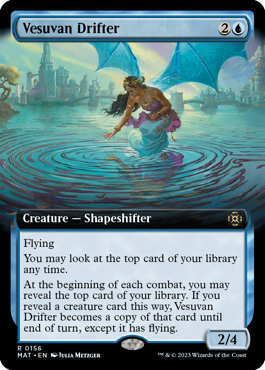 Vesuvan Drifter 2
Creature — Shapeshifter
Flying
You may look at the top card of your library
any time.
At the beginning of each combat, you may
reveal the top card of your library. If you
reveal a creature card this way, Vesuvan
Drifter becomes a copy of that card until
end of turn, except it has flying.
2/4
R 0156
MAT • EN Julia Metzger
™ & © 2023 Wizards of the Coast